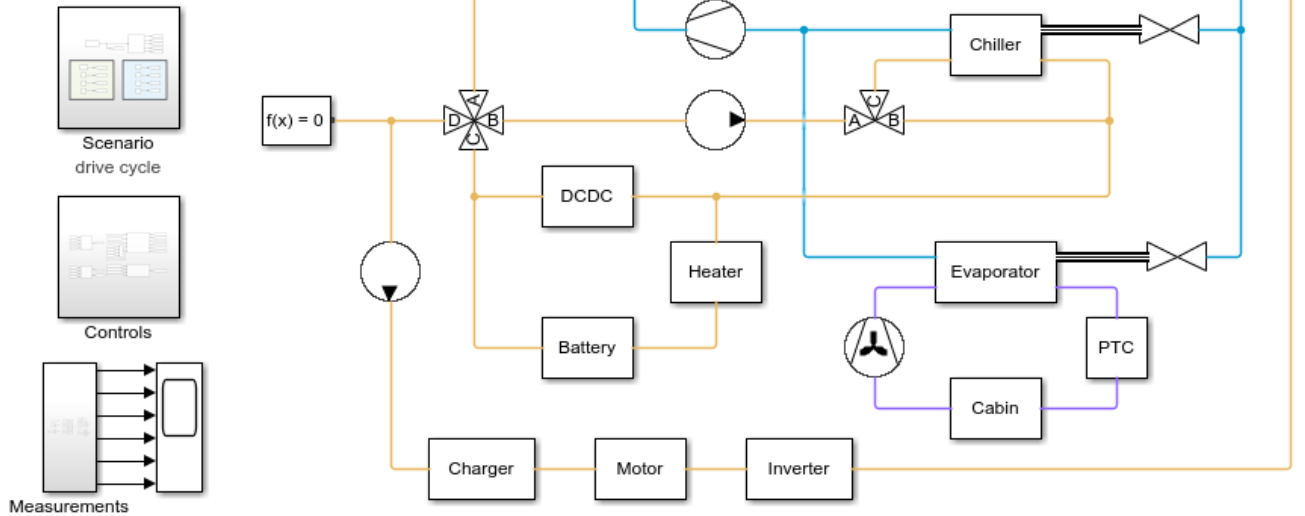 Chiller
Scenario
drive cycle
f(x) = 0
A
D
B
C
C
A
B
DCDC
Heater
Evaporator
Controls
Battery
PTC
Cabin
Charger
Motor
Inverter
Measurements